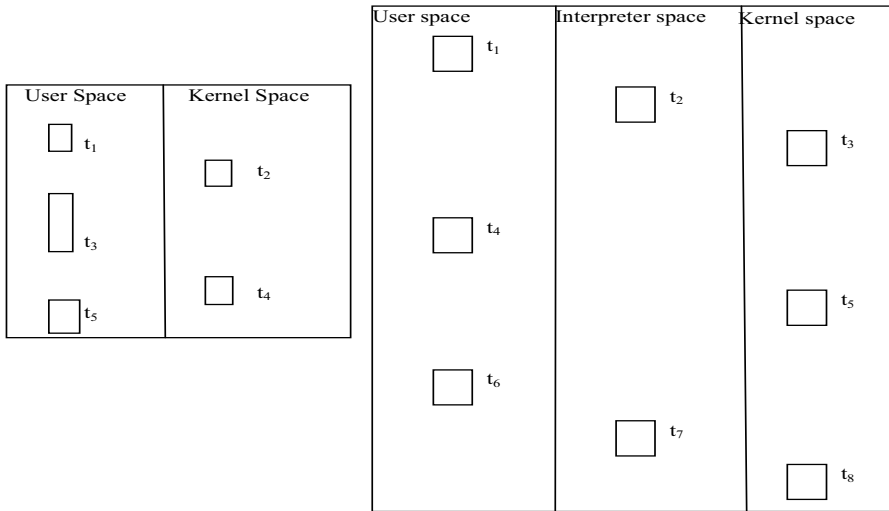 User Space Kernel Space
t₁
t₂
t₃
t₄
t₅
User space Interpreter space Kernel space
t₁
t₂
t₃
t₄
t₅
t₆
t₇
t₈